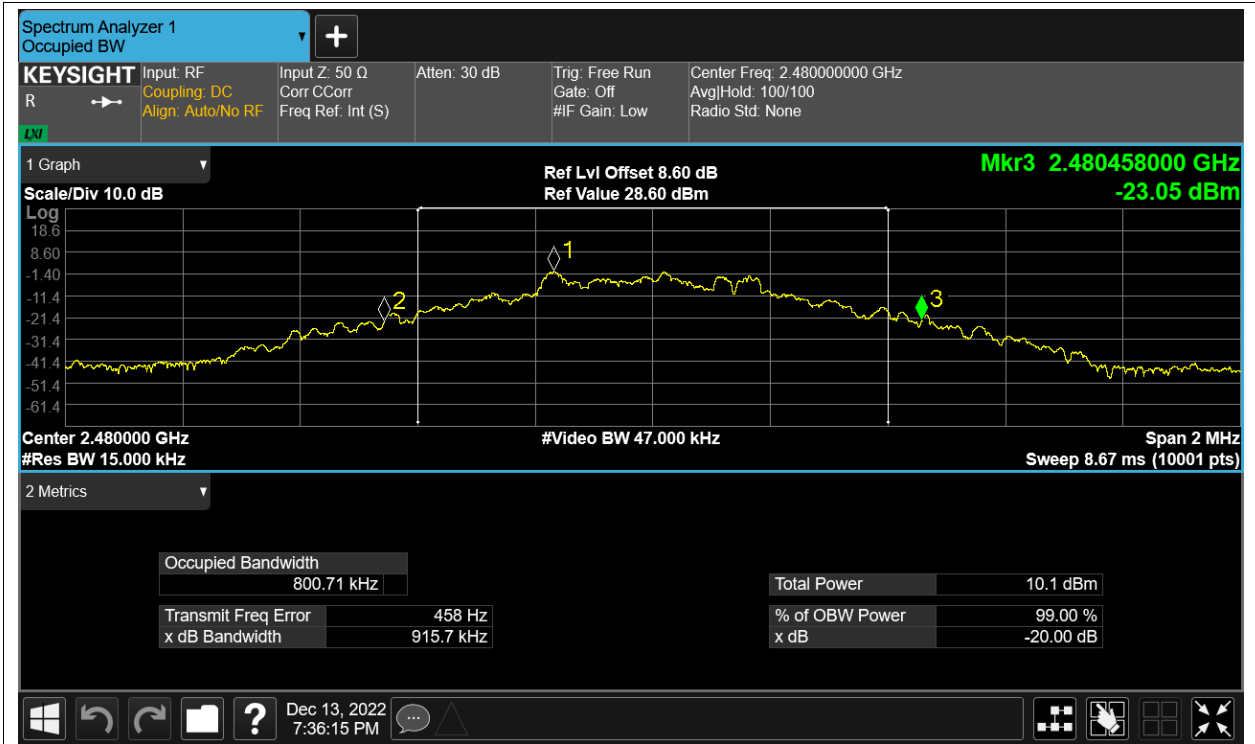 Spectrum Analyzer 1
Occupied BW
KEYSIGHT
R
LXI
Input: RF
Coupling: DC
Align: Auto/No RF
Input Z: 50 Ω
Corr CCorr
Freq Ref: Int (S)
Atten: 30 dB
Trig: Free Run
Gate: Off
#IF Gain: Low
Center Freq: 2.480000000 GHz
Avg|Hold: 100/100
Radio Std: None
1 Graph
Scale/Div 10.0 dB
Ref Lvl Offset 8.60 dB
Ref Value 28.60 dBm
Mkr3 2.480458000 GHz
-23.05 dBm
Log
18.6
8.60
-1.40
-11.4
-21.4
-31.4
-41.4
-51.4
-61.4
1
2
3
Center 2.480000 GHz
#Video BW 47.000 kHz
Span 2 MHz
#Res BW 15.000 kHz
Sweep 8.67 ms (10001 pts)
2 Metrics
Occupied Bandwidth
800.71 kHz
Total Power 10.1 dBm
Transmit Freq Error 458 Hz
% of OBW Power 99.00 %
x dB Bandwidth 915.7 kHz
x dB -20.00 dB
?
Dec 13, 2022
7:36:15 PM